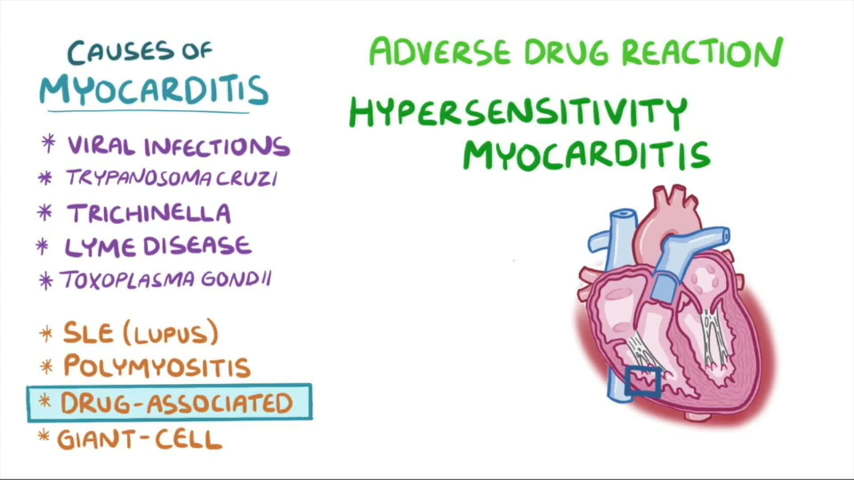 CAUSES OF
MYOCARDITIS
* VIRAL INFECTIONS
* TRYPANOSOMA CRUZI
* TRICHINELLA
* LYME DISEASE
* TOXOPLASMA GONDII
* SLE (LUPUS)
* POLYMYOSITIS
* DRUG-ASSOCIATED
* GIANT-CELL
ADVERSE DRUG REACTION
HYPERSENSITIVITY
MYOCARDITIS